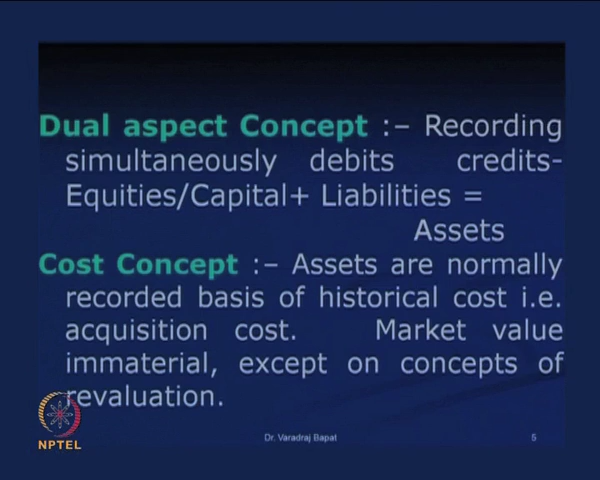 Dual aspect Concept :– Recording
simultaneously debits credits-
Equities/Capital+ Liabilities =
Assets
Cost Concept :– Assets are normally
recorded basis of historical cost i.e.
acquisition cost. Market value
immaterial, except on concepts of
revaluation.
NPTEL
Dr. Varadraj Bapat
5